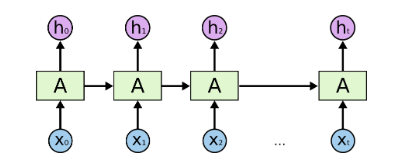 h₀ h₁ h₂ hₜ
A A A A
x₀ x₁ x₂ ... xₜ